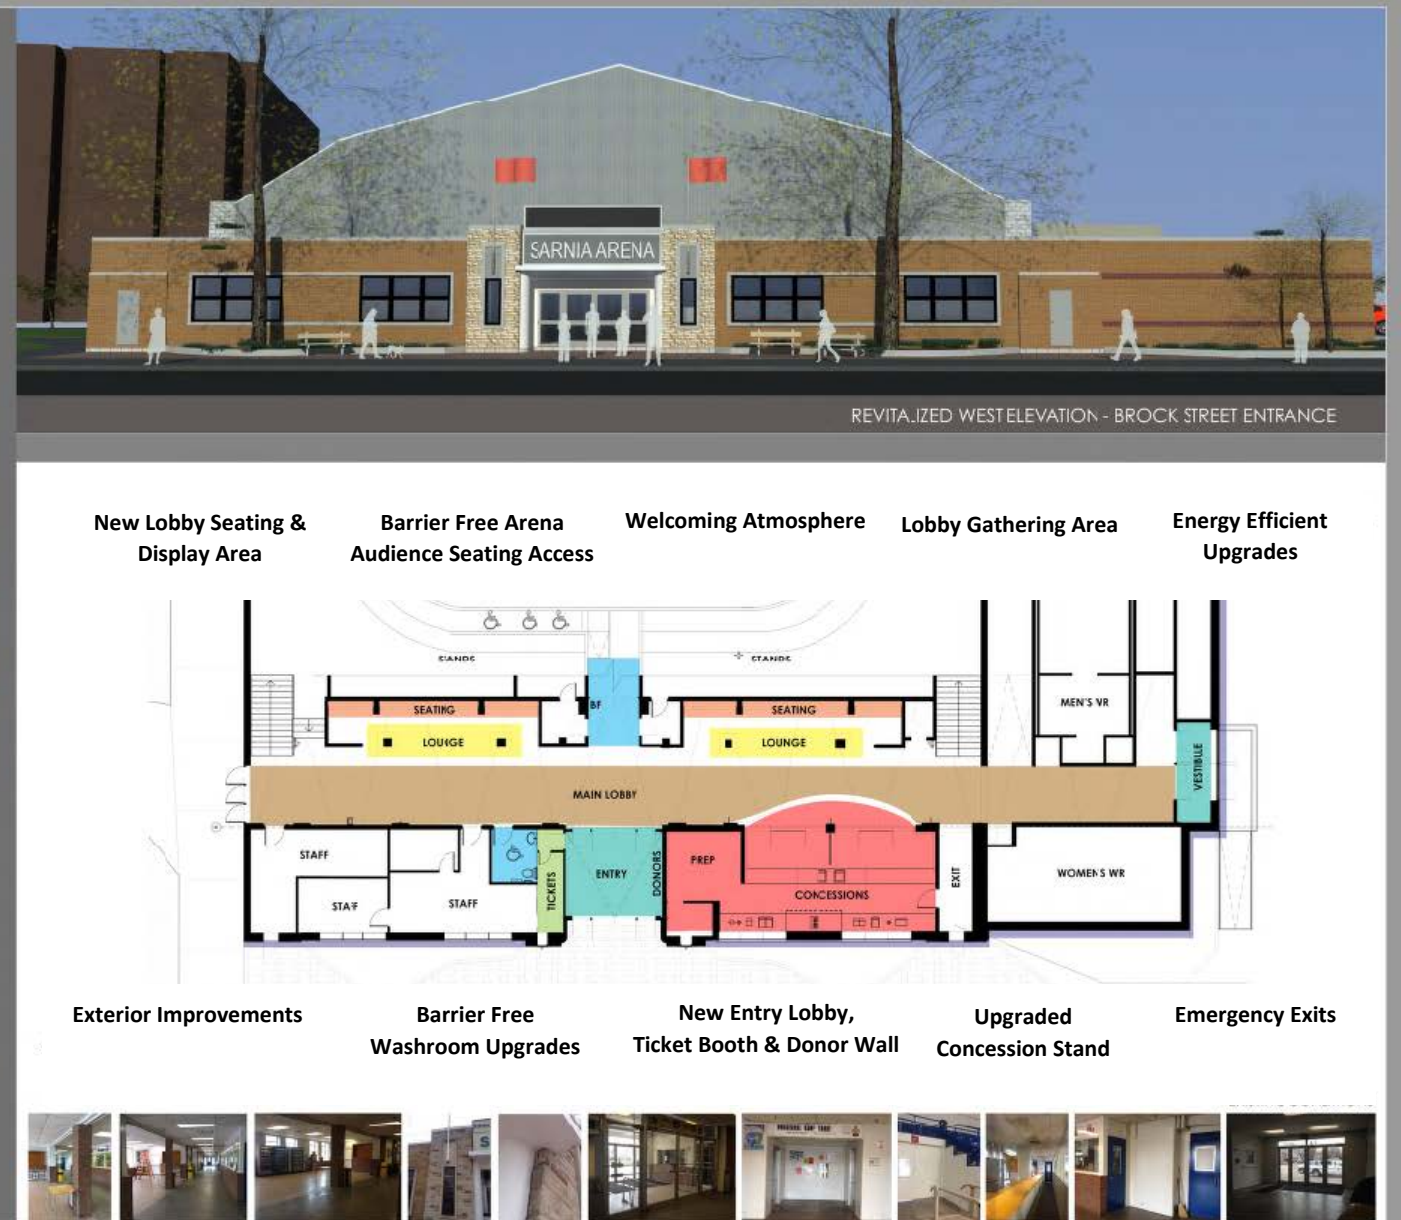 SARNIA ARENA
REVITALIZED WEST ELEVATION - BROCK STREET ENTRANCE
New Lobby Seating &
Display Area
Barrier Free Arena
Audience Seating Access
Welcoming Atmosphere
Lobby Gathering Area
Energy Efficient
Upgrades
STANDS
STANDS
SEATING
BF
SEATING
MEN'S WR
LOUNGE
LOUNGE
VESTIBULE
MAIN LOBBY
STAFF
STAFF
STAFF
TICKETS
ENTRY
DONORS
PREP
CONCESSIONS
EXIT
WOMEN'S WR
Exterior Improvements
Barrier Free
Washroom Upgrades
New Entry Lobby,
Ticket Booth & Donor Wall
Upgraded
Concession Stand
Emergency Exits